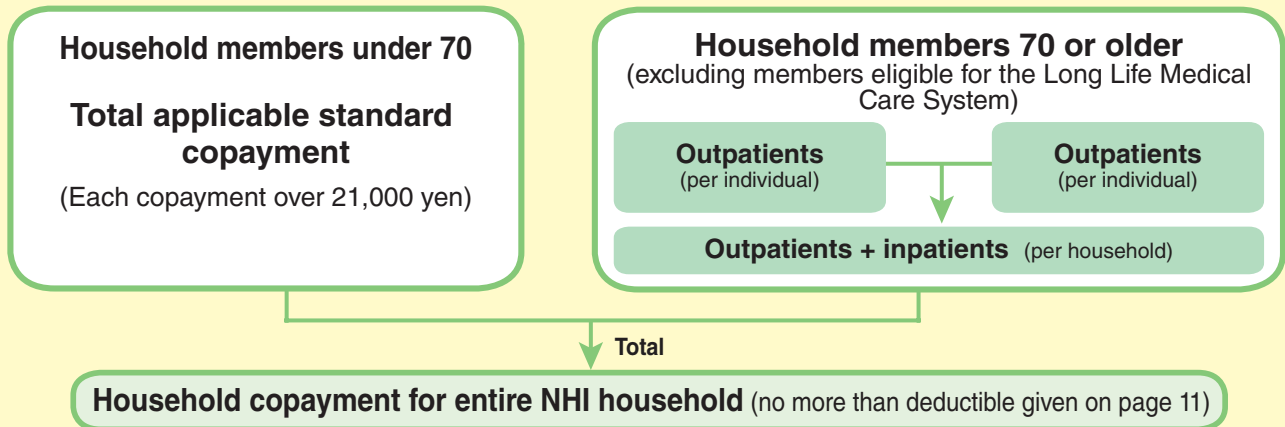 Household members under 70
Total applicable standard
copayment
(Each copayment over 21,000 yen)
Household members 70 or older
(excluding members eligible for the Long Life Medical
Care System)
Outpatients
(per individual)
Outpatients
(per individual)
Outpatients + inpatients (per household)
Total
Household copayment for entire NHI household (no more than deductible given on page 11)